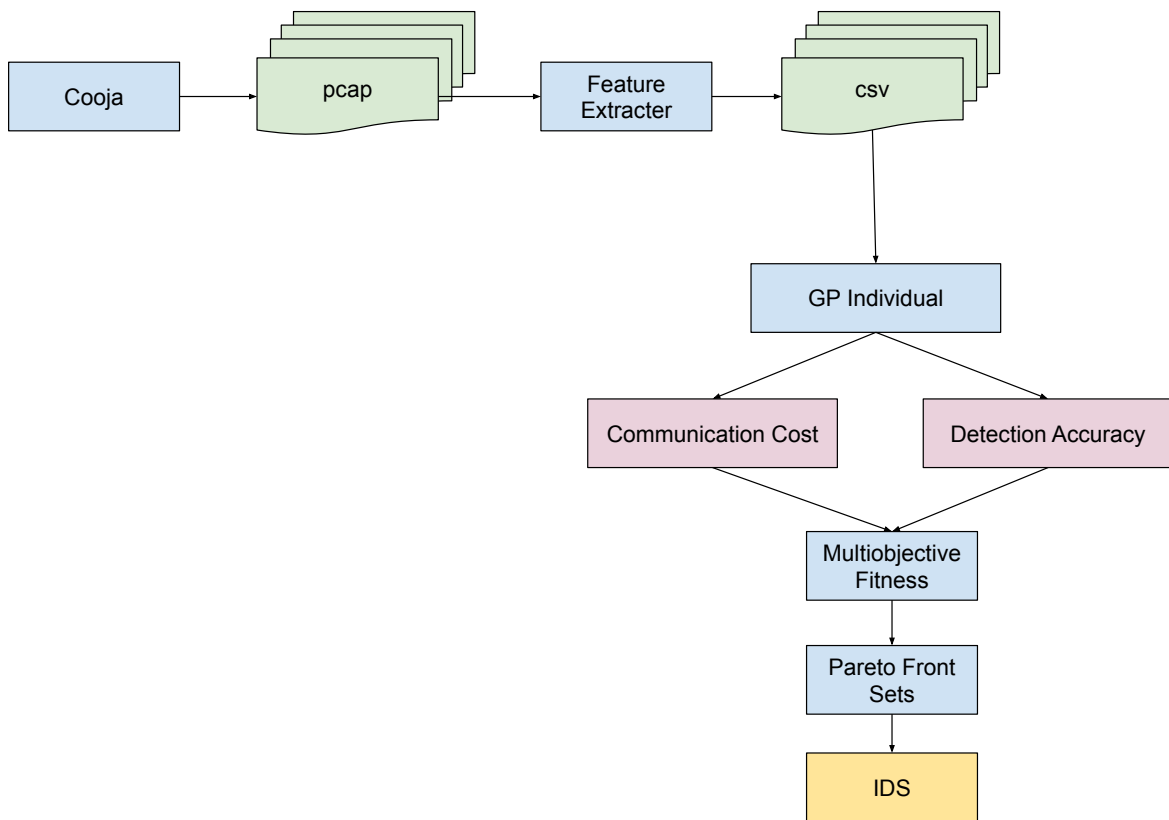 Cooja
pcap
Feature
Extracter
csv
GP Individual
Communication Cost
Detection Accuracy
Multiobjective
Fitness
Pareto Front
Sets
IDS